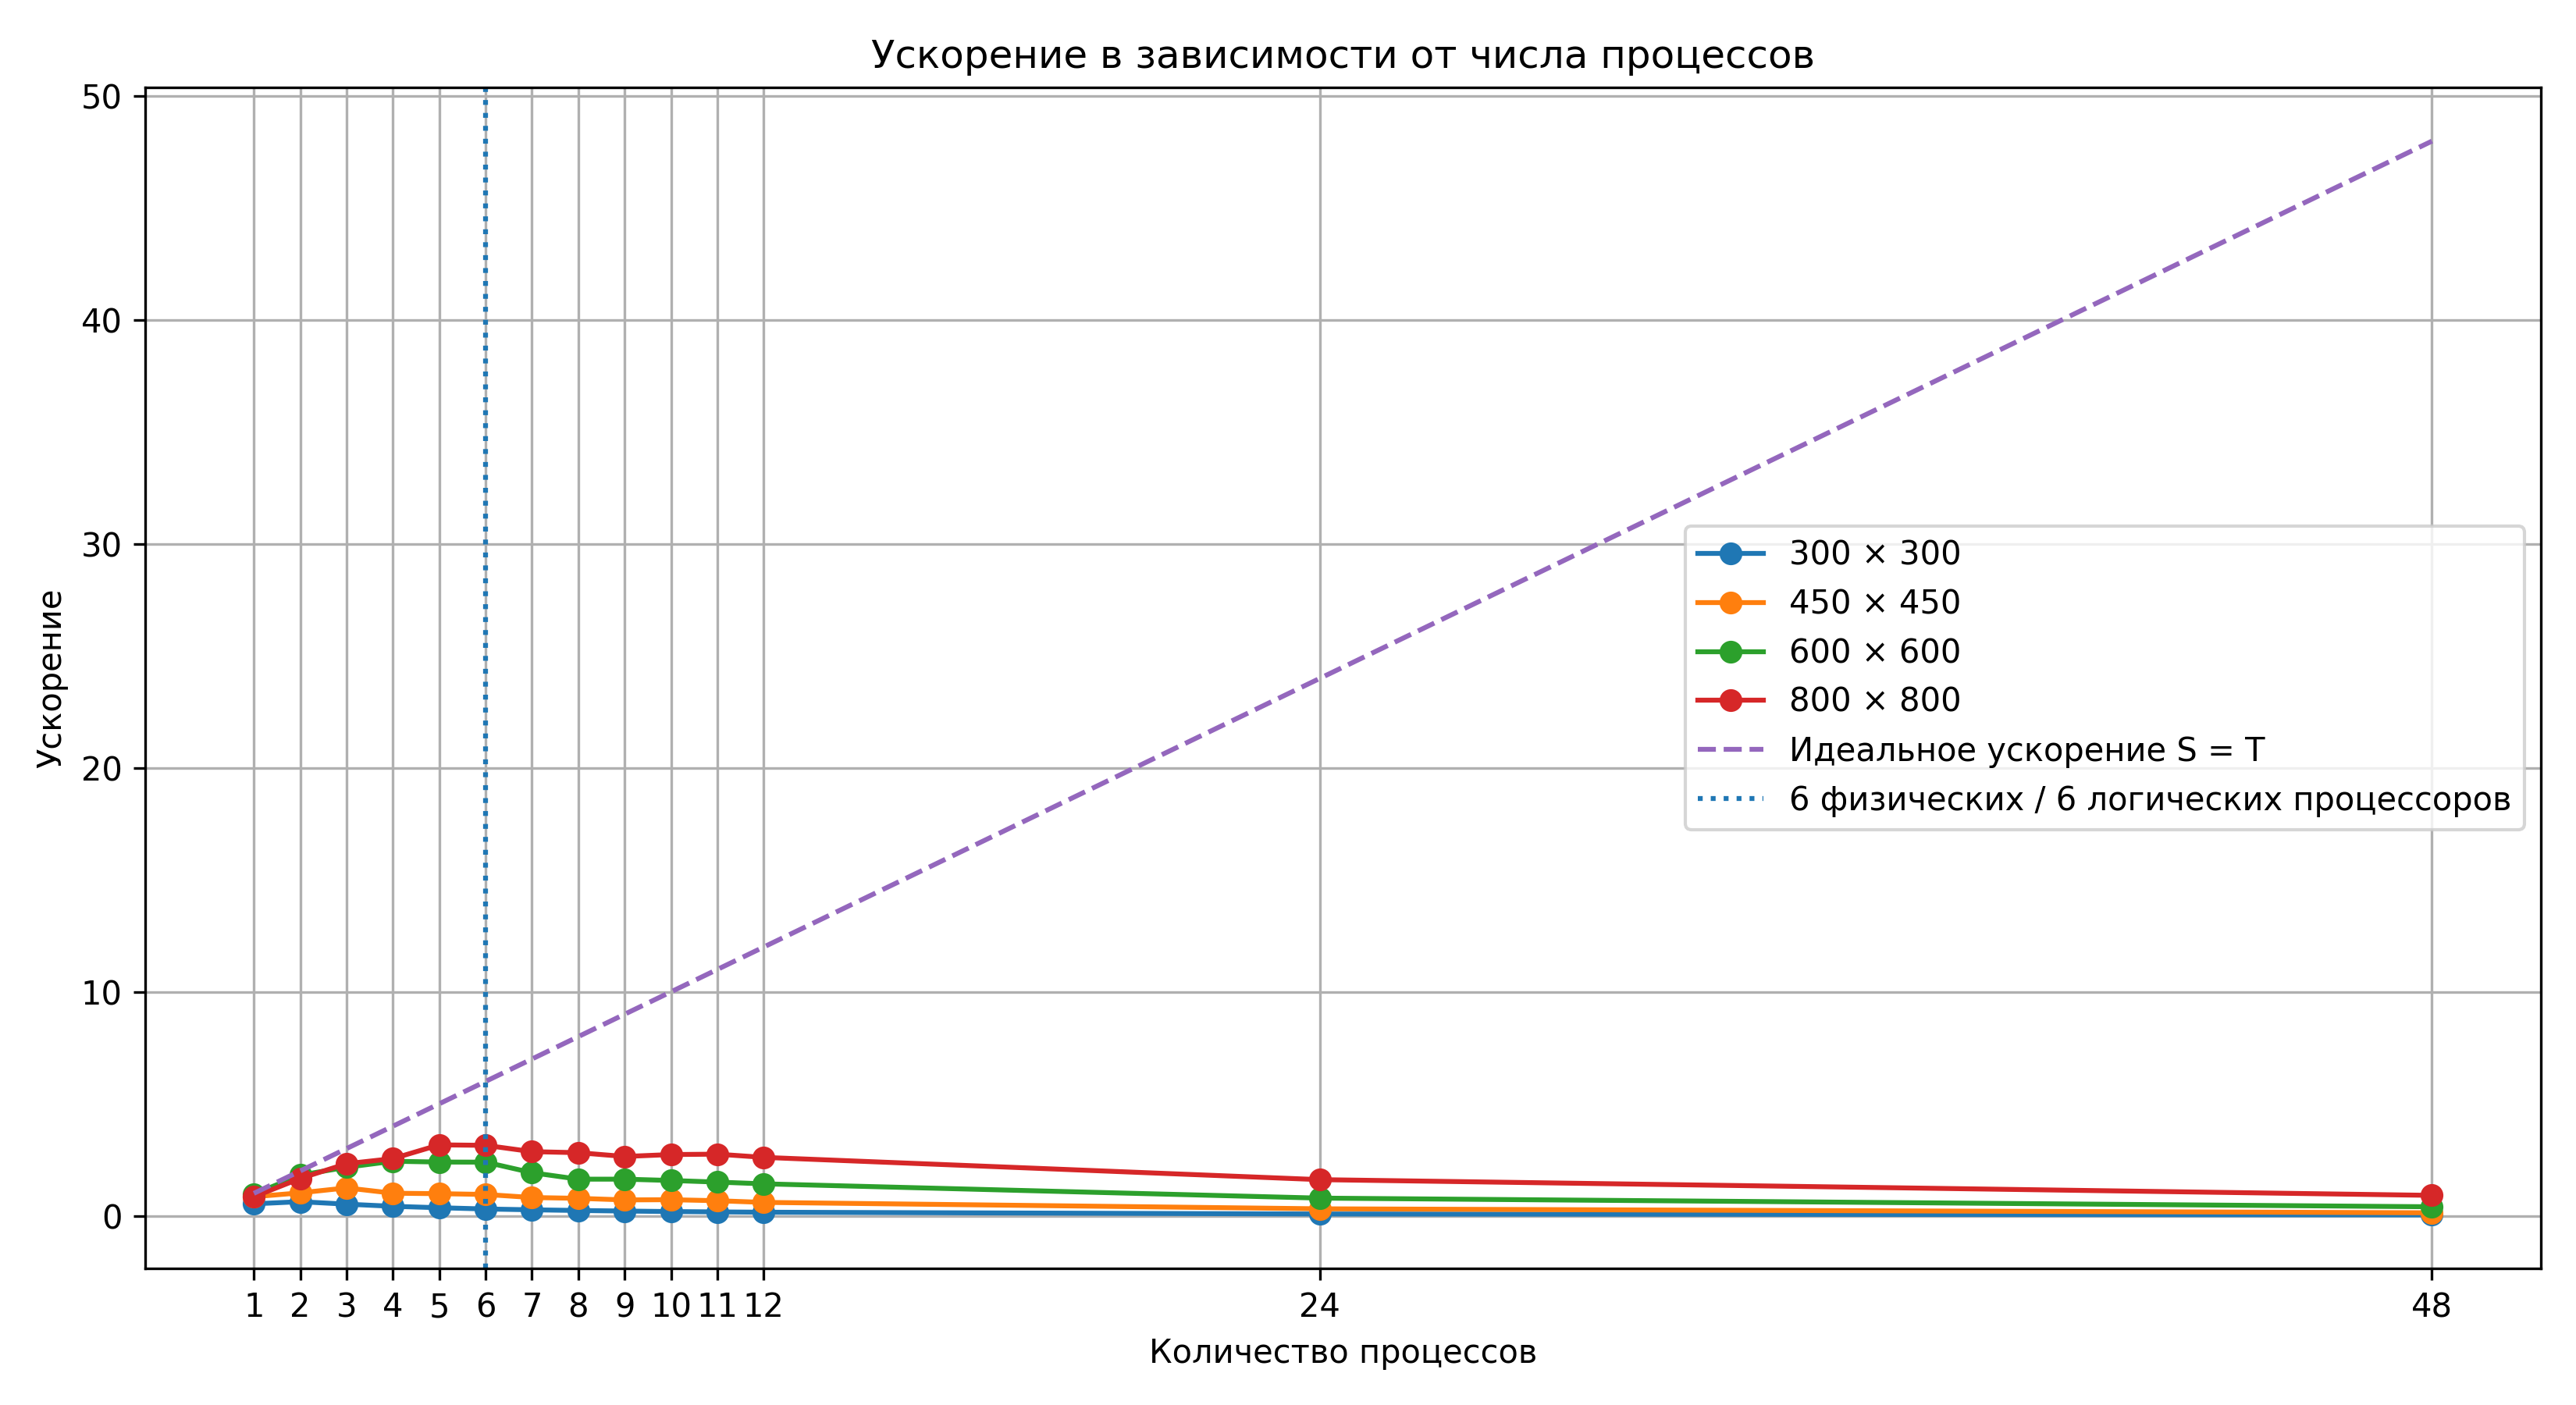 Ускорение в зависимости от числа процессов
Ускорение
50
40
30
20
10
0
300 × 300
450 × 450
600 × 600
800 × 800
Идеальное ускорение S = T
6 физических / 6 логических процессоров
1 2 3 4 5 6 7 8 9 10 11 12 24 48
Количество процессов